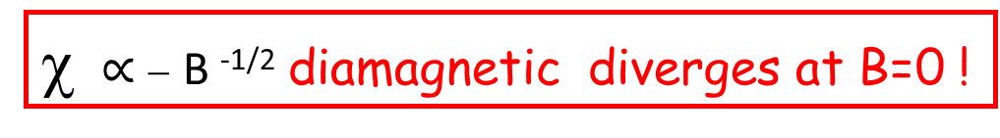 χ ∝ – B -1/2 diamagnetic diverges at B=0 !